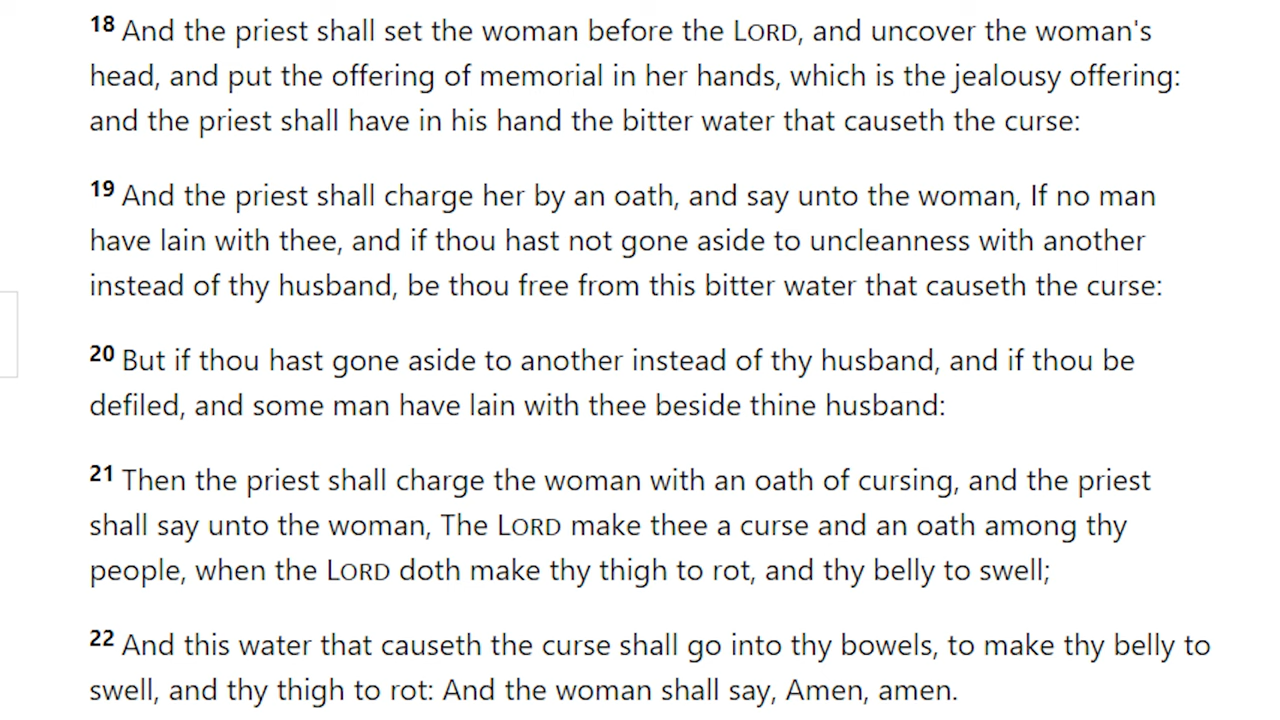 18 And the priest shall set the woman before the LORD, and uncover the woman's
head, and put the offering of memorial in her hands, which is the jealousy offering:
and the priest shall have in his hand the bitter water that causeth the curse:
19 And the priest shall charge her by an oath, and say unto the woman, If no man
have lain with thee, and if thou hast not gone aside to uncleanness with another
instead of thy husband, be thou free from this bitter water that causeth the curse:
20 But if thou hast gone aside to another instead of thy husband, and if thou be
defiled, and some man have lain with thee beside thine husband:
21 Then the priest shall charge the woman with an oath of cursing, and the priest
shall say unto the woman, The LORD make thee a curse and an oath among thy
people, when the LORD doth make thy thigh to rot, and thy belly to swell;
22 And this water that causeth the curse shall go into thy bowels, to make thy belly to
swell, and thy thigh to rot: And the woman shall say, Amen, amen.